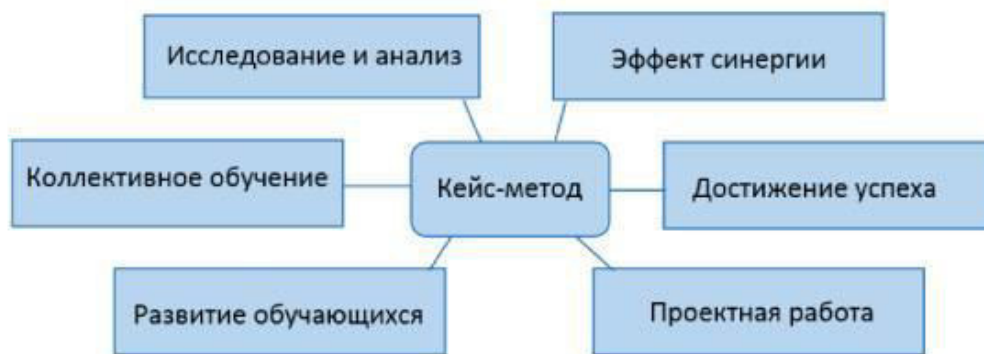 Исследование и анализ
Эффект синергии
Коллективное обучение
Кейс-метод
Достижение успеха
Развитие обучающихся
Проектная работа